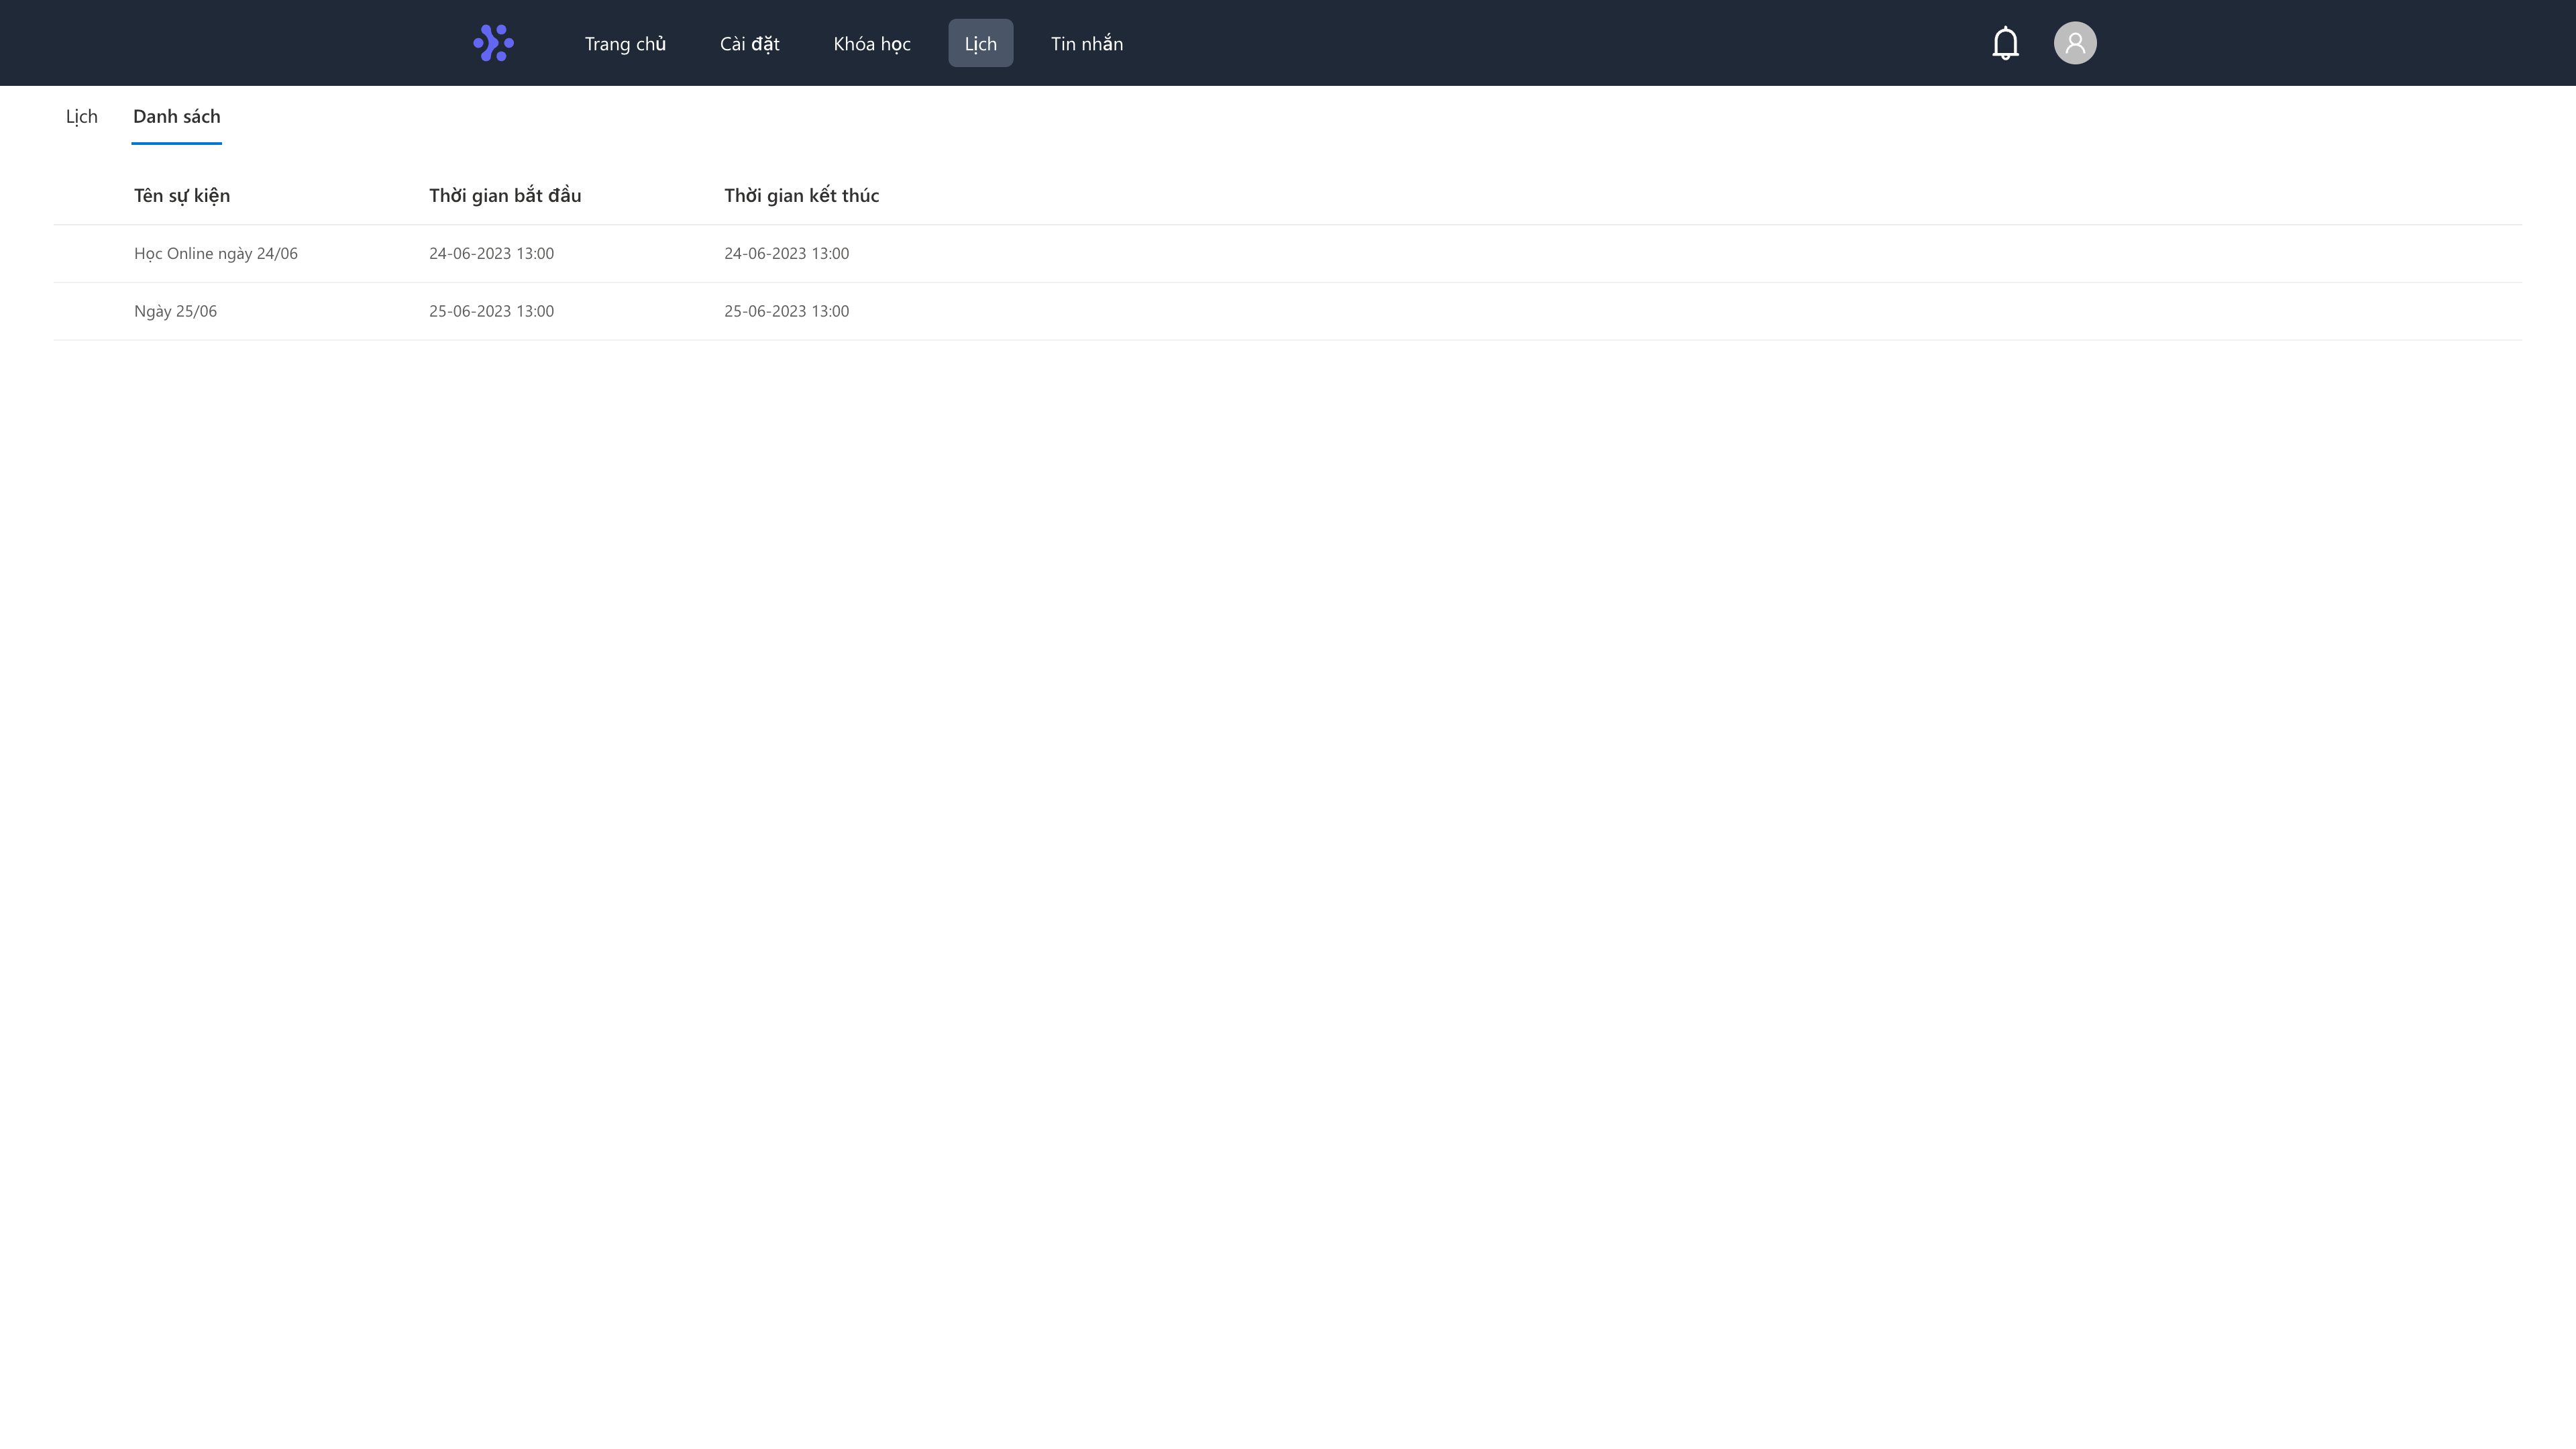 Trang chủ Cài đặt Khóa học Lịch Tin nhắn
Lịch Danh sách
Tên sự kiện Thời gian bắt đầu Thời gian kết thúc
Học Online ngày 24/06 24-06-2023 13:00 24-06-2023 13:00
Ngày 25/06 25-06-2023 13:00 25-06-2023 13:00